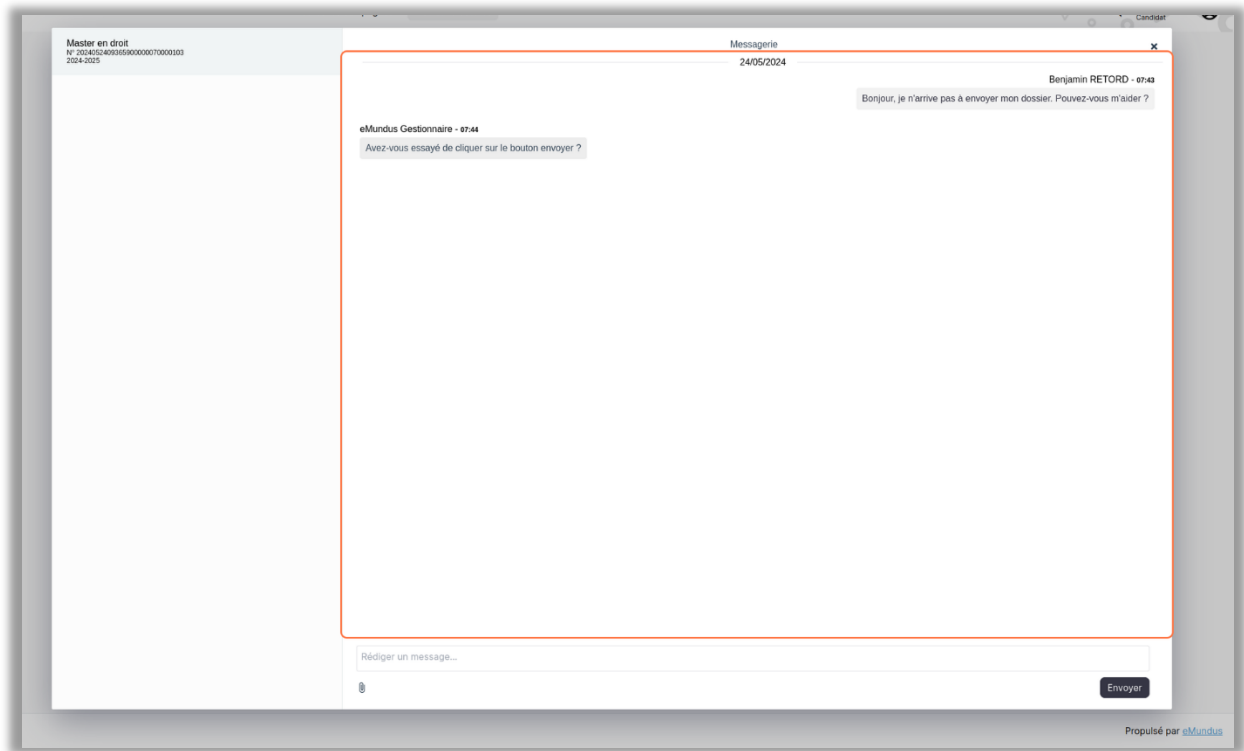 Candidat
Master en droit
N° 2024052409365900000070000103
2024-2025
Messagerie
24/05/2024
Benjamin RETORD - 07:43
Bonjour, je n'arrive pas à envoyer mon dossier. Pouvez-vous m'aider ?
eMundus Gestionnaire - 07:44
Avez-vous essayé de cliquer sur le bouton envoyer ?
Rédiger un message...
Envoyer
Propulsé par eMundus